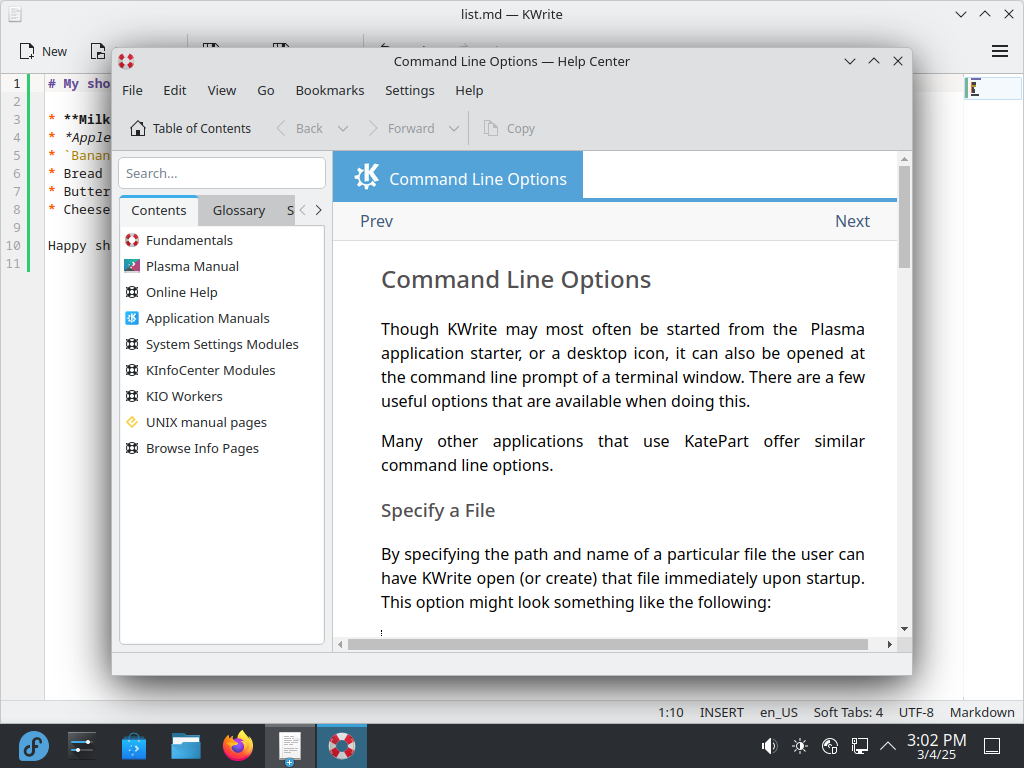 list.md — KWrite
New
1 # My sho
2
3 * **Milk
4 * *Apple
5 * `Banan
6 * Bread
7 * Butter
8 * Cheese
9
10 Happy sh
11
Command Line Options — Help Center
File Edit View Go Bookmarks Settings Help
Table of Contents Back Forward Copy
Search...
Contents Glossary S
Fundamentals
Plasma Manual
Online Help
Application Manuals
System Settings Modules
KInfoCenter Modules
KIO Workers
UNIX manual pages
Browse Info Pages
Command Line Options
Prev Next
Command Line Options
Though KWrite may most often be started from the Plasma
application starter, or a desktop icon, it can also be opened at
the command line prompt of a terminal window. There are a few
useful options that are available when doing this.
Many other applications that use KatePart offer similar
command line options.
Specify a File
By specifying the path and name of a particular file the user can
have KWrite open (or create) that file immediately upon startup.
This option might look something like the following:
1:10 INSERT en_US Soft Tabs: 4 UTF-8 Markdown
3:02 PM
3/4/25